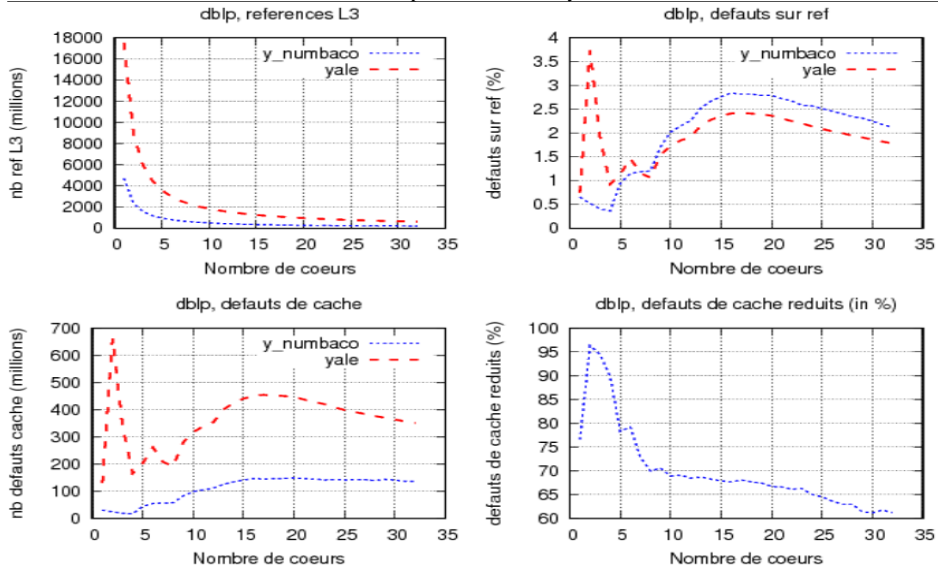 dblp, references L3
nb ref L3 (millions)
18000
16000
14000
12000
10000
8000
6000
4000
2000
0
y_numbaco
yale
0 5 10 15 20 25 30 35
Nombre de coeurs
dblp, defauts sur ref
defauts sur ref (%)
4
3.5
3
2.5
2
1.5
1
0.5
0
y_numbaco
yale
0 5 10 15 20 25 30 35
Nombre de coeurs
dblp, defauts de cache
nb defauts cache (millions)
700
600
500
400
300
200
100
0
y_numbaco
yale
0 5 10 15 20 25 30 35
Nombre de coeurs
dblp, defauts de cache reduits (in %)
defauts de cache reduits (%)
100
95
90
85
80
75
70
65
60
0 5 10 15 20 25 30 35
Nombre de coeurs